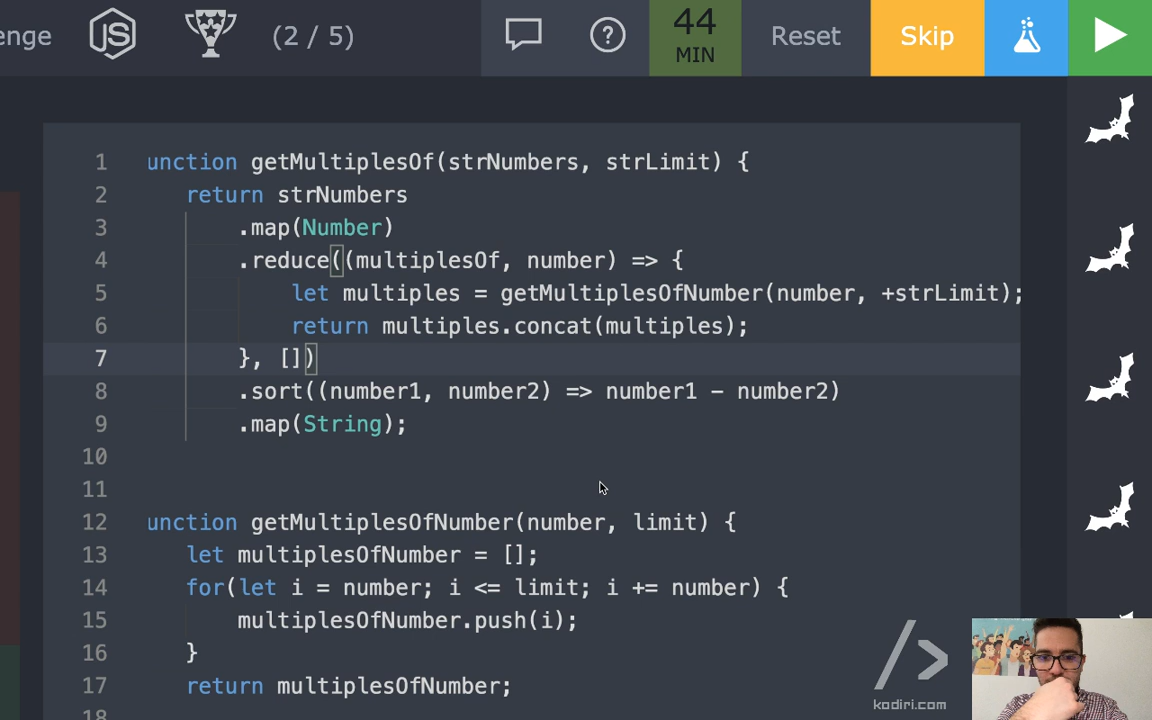 enge JS (2 / 5) ? 44 MIN Reset Skip
1 unction getMultiplesOf(strNumbers, strLimit) {
2 return strNumbers
3 .map(Number)
4 .reduce((multiplesOf, number) => {
5 let multiples = getMultiplesOfNumber(number, +strLimit);
6 return multiples.concat(multiples);
7 }, [])
8 .sort((number1, number2) => number1 - number2)
9 .map(String);
10
11
12 unction getMultiplesOfNumber(number, limit) {
13 let multiplesOfNumber = [];
14 for(let i = number; i <= limit; i += number) {
15 multiplesOfNumber.push(i);
16 }
17 return multiplesOfNumber;
18
/>
kodiri.com